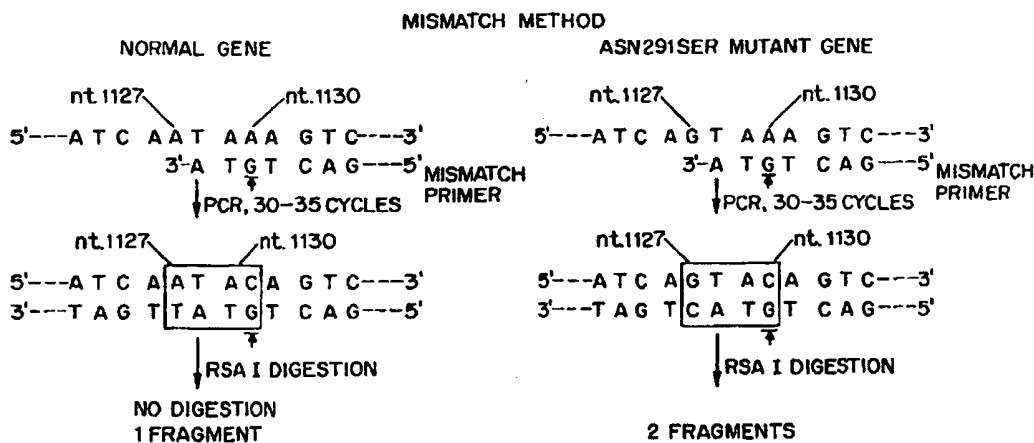 MISMATCH METHOD
NORMAL GENE
nt.1127 nt.1130
5'---A T C A A T A A A G T C----3'
3'-A T G T C A G----5'
MISMATCH
PRIMER
PCR, 30-35 CYCLES
nt.1127 nt.1130
5'---A T C A A T A C A G T C----3'
3'---T A G T T A T G T C A G----5'
RSA I DIGESTION
NO DIGESTION
1 FRAGMENT
ASN291SER MUTANT GENE
nt.1127 nt.1130
5'---A T C A G T A A A G T C----3'
3'-A T G T C A G----5'
MISMATCH
PRIMER
PCR, 30-35 CYCLES
nt.1127 nt.1130
5'---A T C A G T A C A G T C---3'
3'---T A G T C A T G T C A G----5'
RSA I DIGESTION
2 FRAGMENTS